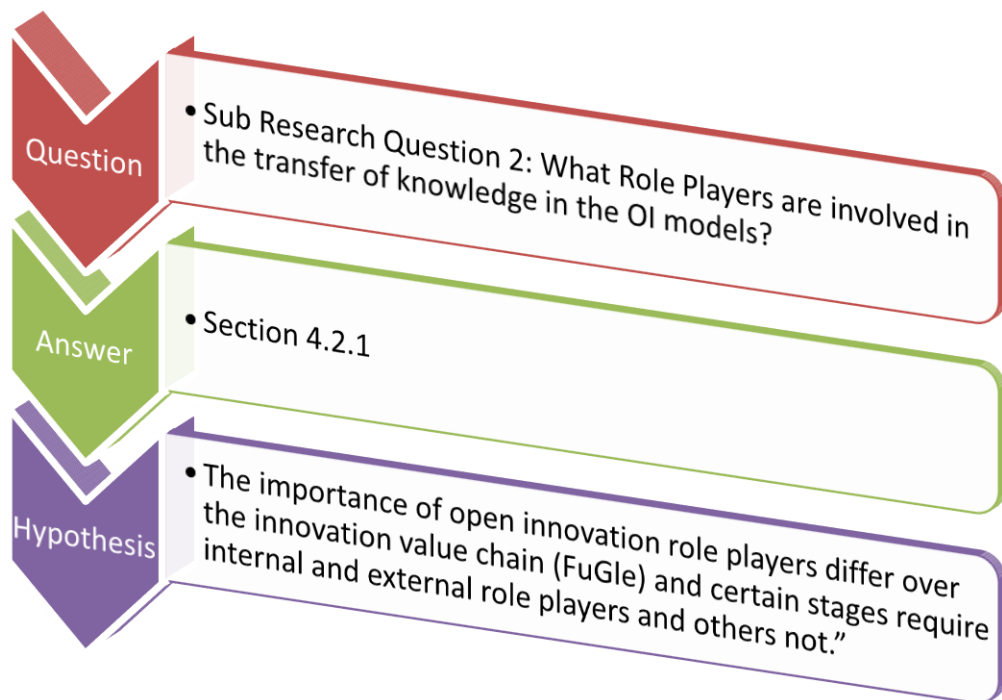 Question
• Sub Research Question 2: What Role Players are involved in
the transfer of knowledge in the OI models?
Answer
• Section 4.2.1
Hypothesis
• The importance of open innovation role players differ over
the innovation value chain (FuGle) and certain stages require
internal and external role players and others not.”